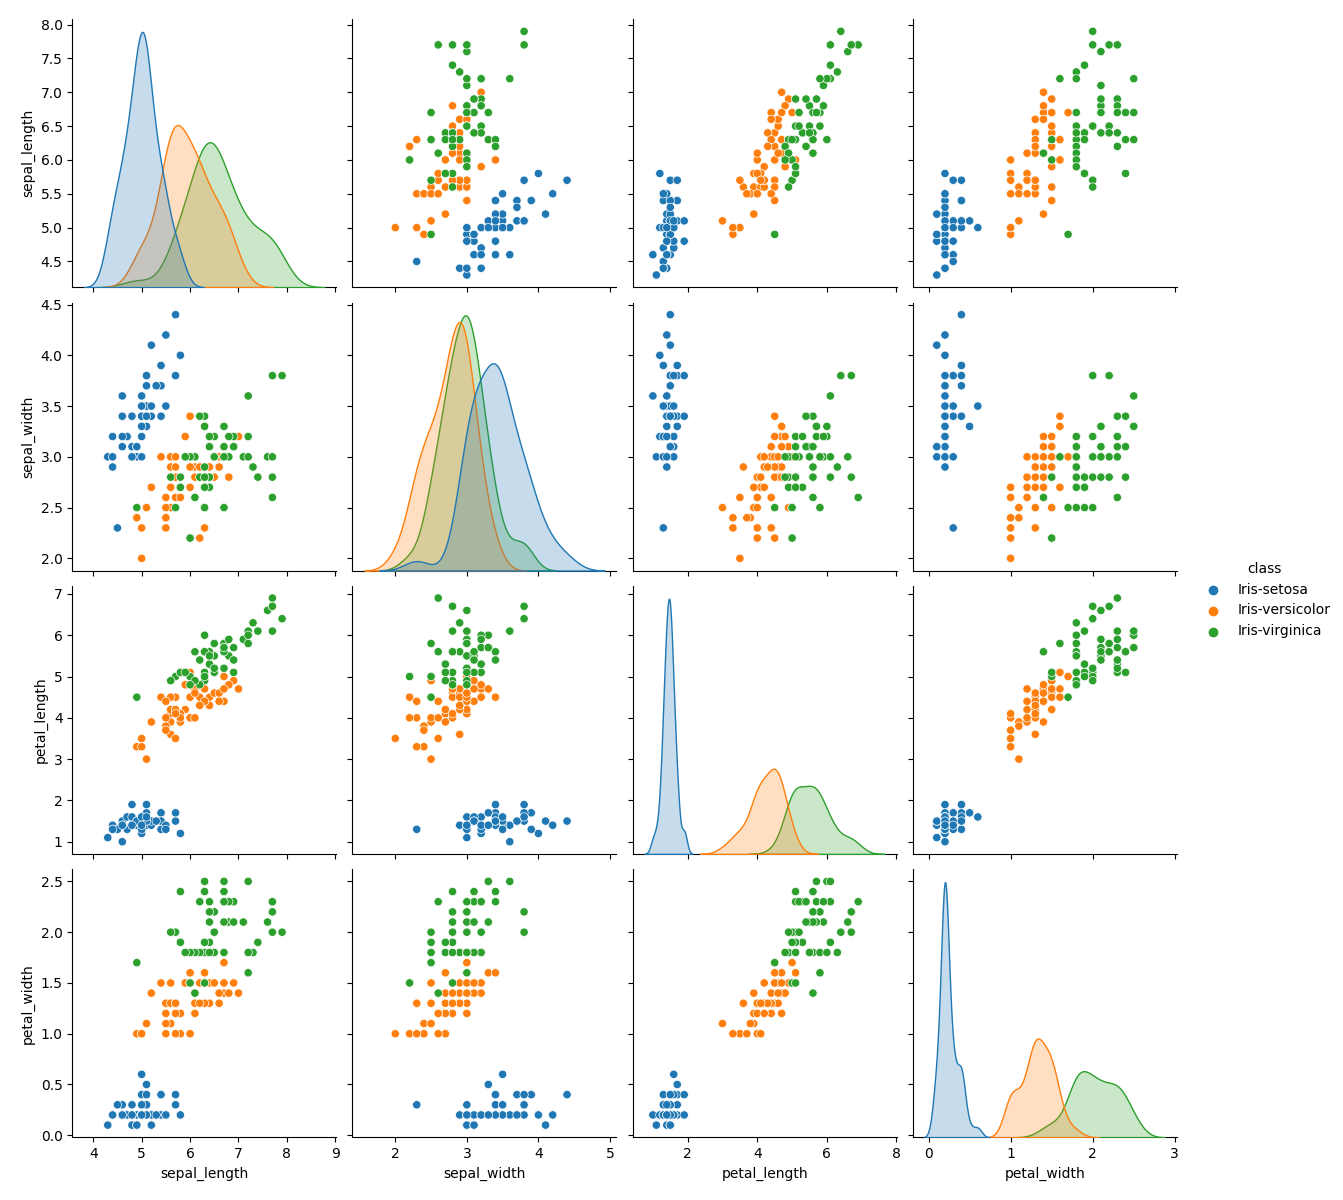 8.0
7.5
7.0
6.5
6.0
5.5
5.0
4.5
sepal_length
4 5 6 7 8 9
2 3 4 5
2 4 6 8
0 1 2 3
4.5
4.0
3.5
3.0
2.5
2.0
sepal_width
7
6
5
4
3
2
1
petal_length
2.5
2.0
1.5
1.0
0.5
0.0
petal_width
sepal_length sepal_width petal_length petal_width
class
Iris-setosa
Iris-versicolor
Iris-virginica